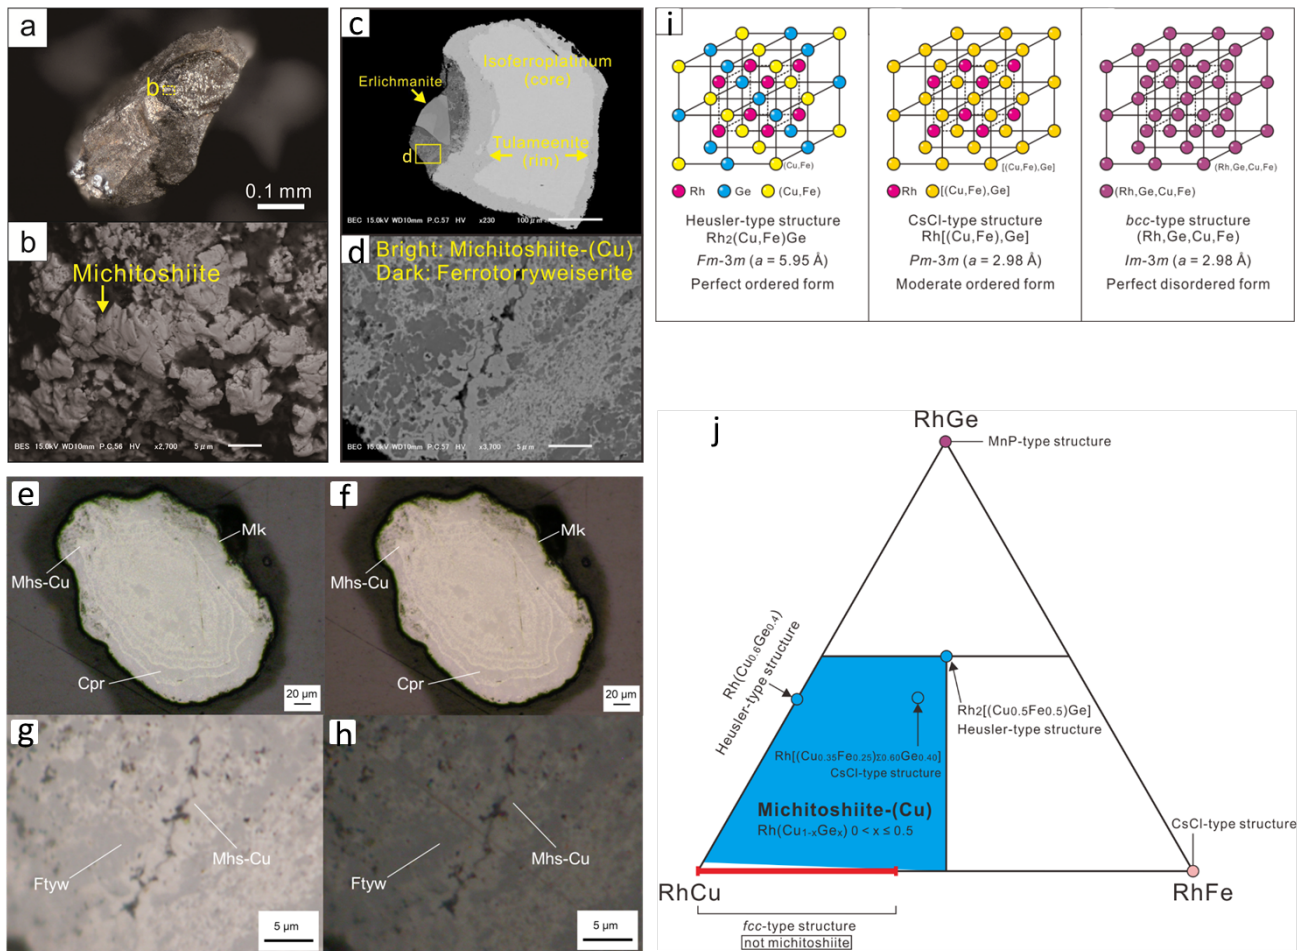 a
b
0.1 mm
b
Michitoshiite
BES 15.0kV WD10mm P.C.56 HV x2,700 5μm
c
Isoferroplatinum
(core)
Erlichmanite
Tulameenite
(rim)
d
BEC 15.0kV WD10mm P.C.57 HV x230 100μm
d
Bright: Michitoshiite-(Cu)
Dark: Ferrotorryweiserite
BEC 15.0kV WD10mm P.C.57 HV x3,700 5μm
e
Mk
Mhs-Cu
Cpr
20 μm
f
Mk
Mhs-Cu
Cpr
20 μm
g
Mhs-Cu
Ftyw
5 μm
h
Mhs-Cu
Ftyw
5 μm
i
(Cu,Fe)
Rh Ge (Cu,Fe)
Heusler-type structure
Rh2(Cu,Fe)Ge
Fm-3m (a = 5.95 Å)
Perfect ordered form
[(Cu,Fe),Ge]
Rh [(Cu,Fe),Ge]
CsCl-type structure
Rh[(Cu,Fe),Ge]
Pm-3m (a = 2.98 Å)
Moderate ordered form
(Rh,Ge,Cu,Fe)
(Rh,Ge,Cu,Fe)
bcc-type structure
(Rh,Ge,Cu,Fe)
Im-3m (a = 2.98 Å)
Perfect disordered form
j
RhGe
MnP-type structure
Rh(Cu0.6Ge0.4)
Heusler-type structure
Rh2[(Cu0.5Fe0.5)Ge]
Heusler-type structure
Rh[(Cu0.35Fe0.25)Σ0.60Ge0.40]
CsCl-type structure
Michitoshiite-(Cu)
Rh(Cu1-xGex) 0 < x ≤ 0.5
CsCl-type structure
RhCu
RhFe
fcc-type structure
not michitoshiite